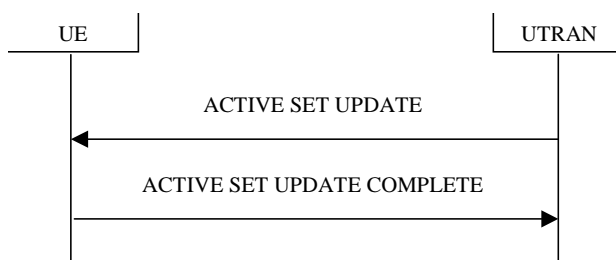 UE
UTRAN
ACTIVE SET UPDATE
ACTIVE SET UPDATE COMPLETE